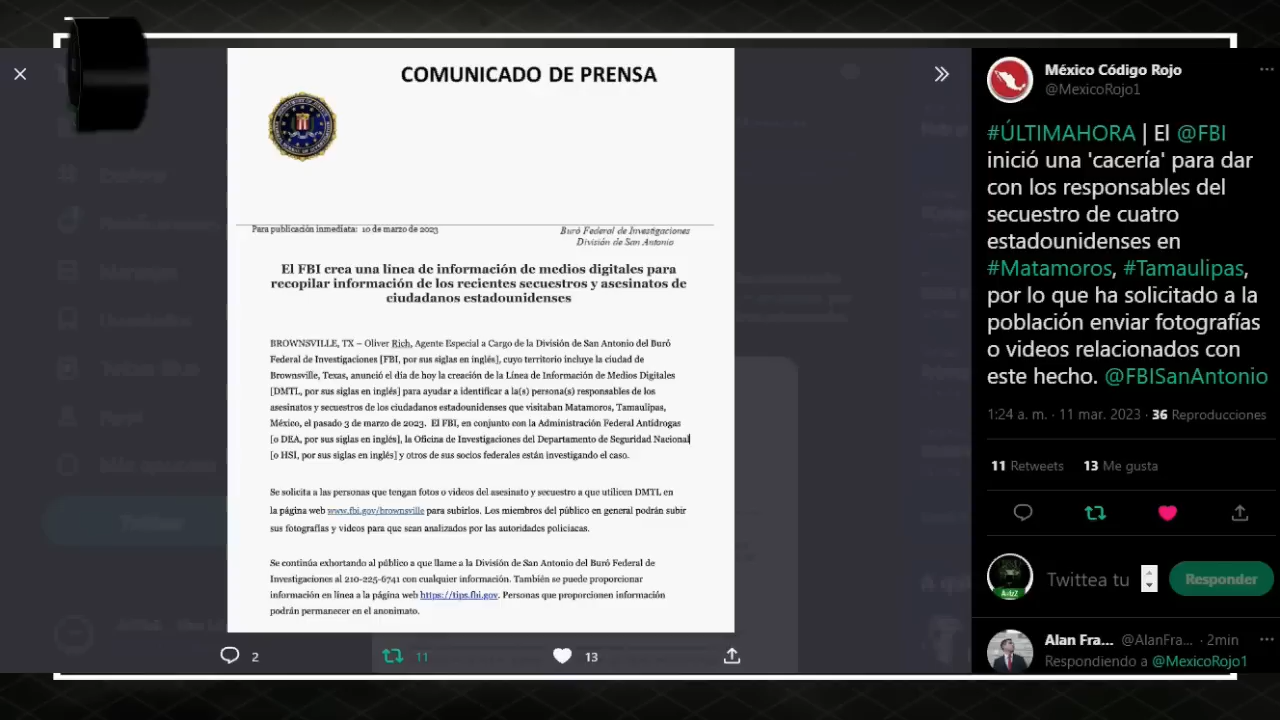 COMUNICADO DE PRENSA
Para publicación inmediata: 10 de marzo de 2023
Buró Federal de Investigaciones
División de San Antonio
El FBI crea una línea de información de medios digitales para
recopilar información de los recientes secuestros y asesinatos de
ciudadanos estadounidenses
BROWNSVILLE, TX – Oliver Rich, Agente Especial a Cargo de la División de San Antonio del Buró
Federal de Investigaciones [FBI, por sus siglas en inglés], cuyo territorio incluye la ciudad de
Brownsville, Texas, anunció el día de hoy la creación de la Línea de Información de Medios Digitales
[DMTL, por sus siglas en inglés] para ayudar a identificar a la(s) persona(s) responsables de los
asesinatos y secuestros de los ciudadanos estadounidenses que visitaban Matamoros, Tamaulipas,
México, el pasado 3 de marzo de 2023. El FBI, en conjunto con la Administración Federal Antidrogas
[o DEA, por sus siglas en inglés], la Oficina de Investigaciones del Departamento de Seguridad Nacional
[o HSI, por sus siglas en inglés] y otros de sus socios federales están investigando el caso.
Se solicita a las personas que tengan fotos o videos del asesinato y secuestro a que utilicen DMTL en
la página web www.fbi.gov/brownsville para subirlos. Los miembros del público en general podrán subir
sus fotografías y videos para que sean analizados por las autoridades policiacas.
Se continúa exhortando al público a que llame a la División de San Antonio del Buró Federal de
Investigaciones al 210-225-6741 con cualquier información. También se puede proporcionar
información en línea a la página web https://tips.fbi.gov. Personas que proporcionen información
podrán permanecer en el anonimato.
2
11
13
México Código Rojo
@MexicoRojo1
#ÚLTIMAHORA | El @FBI
inició una 'cacería' para dar
con los responsables del
secuestro de cuatro
estadounidenses en
#Matamoros, #Tamaulipas,
por lo que ha solicitado a la
población enviar fotografías
o videos relacionados con
este hecho. @FBISanAntonio
1:24 a. m. · 11 mar. 2023 · 36 Reproducciones
11 Retweets 13 Me gusta
Twittea tu
Responder
Alan Fra... @AlanFra... · 2min
Respondiendo a @MexicoRojo1